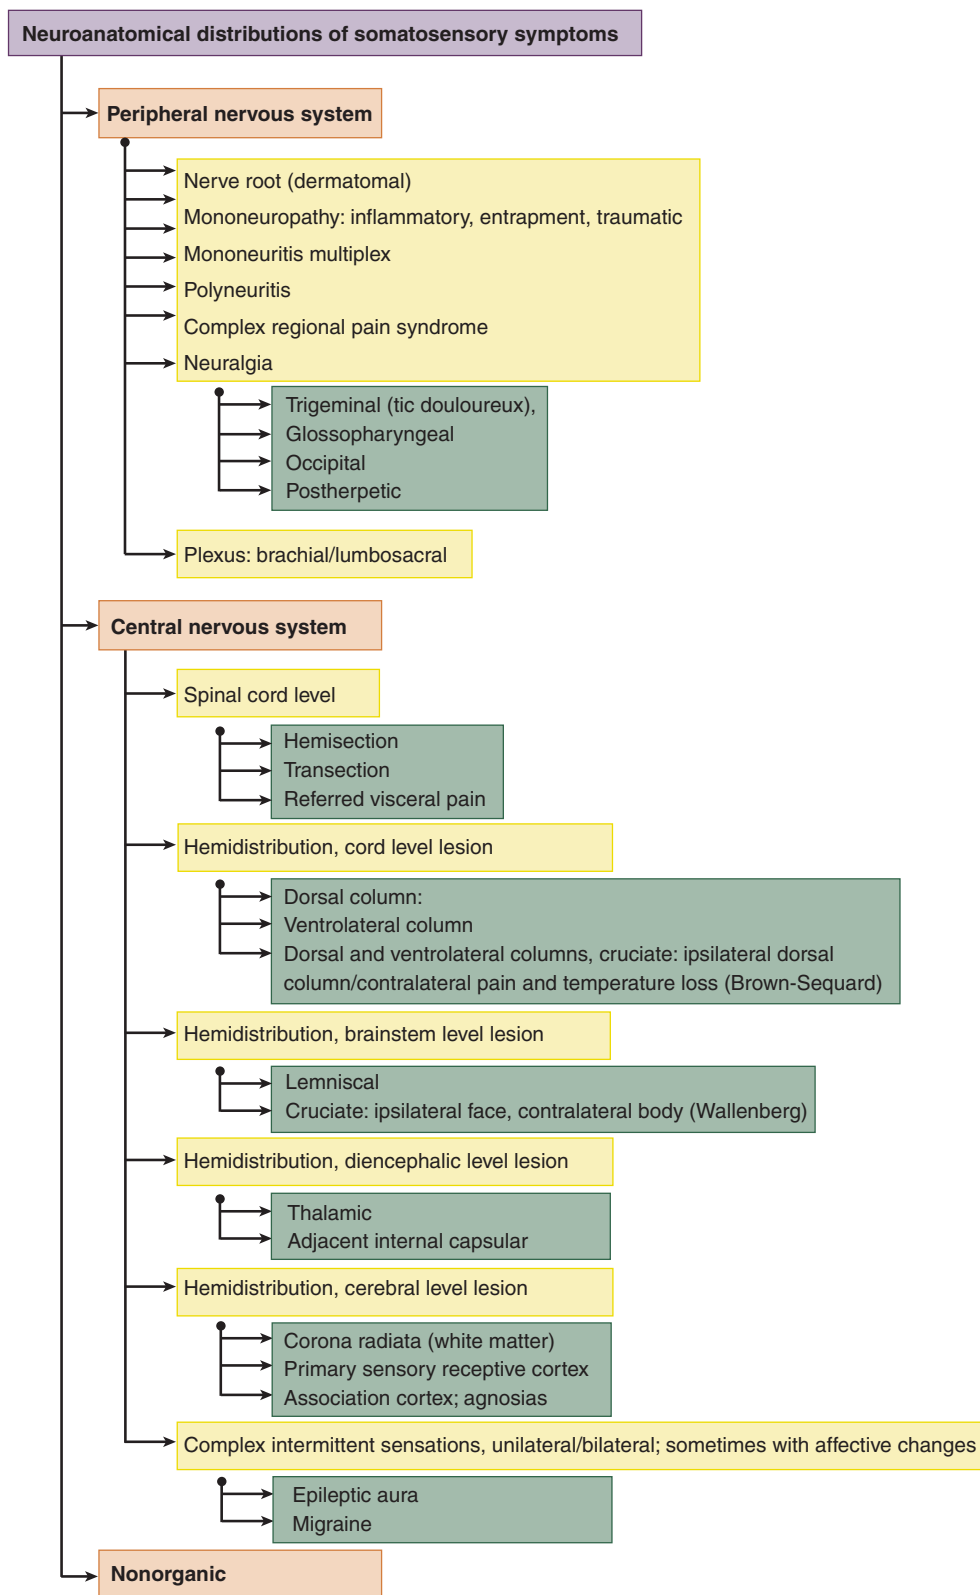 Neuroanatomical distributions of somatosensory symptoms
Peripheral nervous system
Nerve root (dermatomal)
Mononeuropathy: inflammatory, entrapment, traumatic
Mononeuritis multiplex
Polyneuritis
Complex regional pain syndrome
Neuralgia
Trigeminal (tic douloureux),
Glossopharyngeal
Occipital
Postherpetic
Plexus: brachial/lumbosacral
Central nervous system
Spinal cord level
Hemisection
Transection
Referred visceral pain
Hemidistribution, cord level lesion
Dorsal column:
Ventrolateral column
Dorsal and ventrolateral columns, cruciate: ipsilateral dorsal
column/contralateral pain and temperature loss (Brown-Sequard)
Hemidistribution, brainstem level lesion
Lemniscal
Cruciate: ipsilateral face, contralateral body (Wallenberg)
Hemidistribution, diencephalic level lesion
Thalamic
Adjacent internal capsular
Hemidistribution, cerebral level lesion
Corona radiata (white matter)
Primary sensory receptive cortex
Association cortex; agnosias
Complex intermittent sensations, unilateral/bilateral; sometimes with affective changes
Epileptic aura
Migraine
Nonorganic